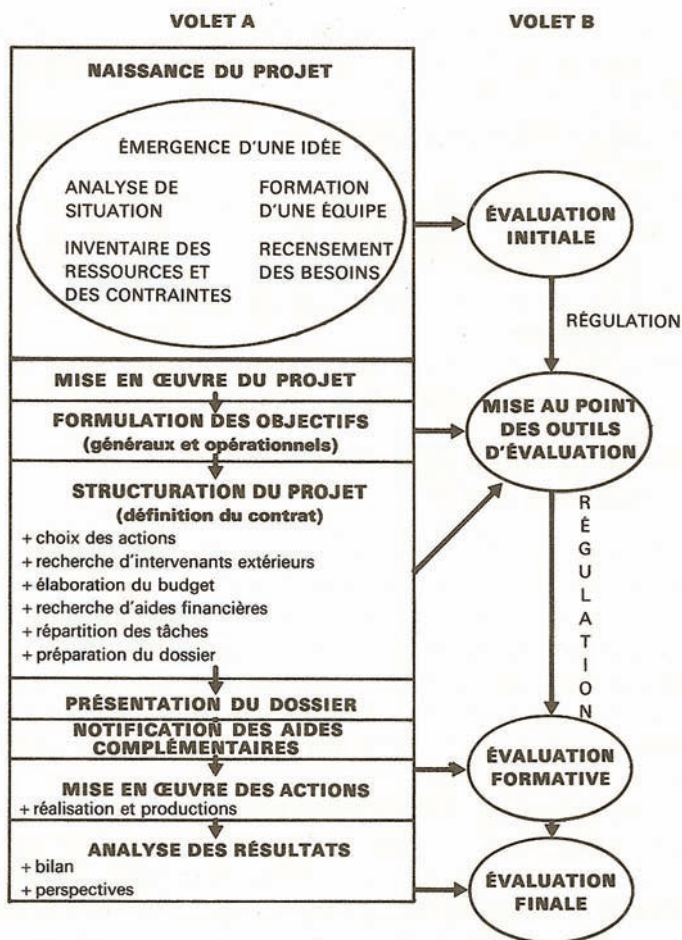 VOLET A
VOLET B
NAISSANCE DU PROJET
ÉMERGENCE D'UNE IDÉE
ANALYSE DE
SITUATION
FORMATION
D'UNE ÉQUIPE
INVENTAIRE DES
RESSOURCES ET
DES CONTRAINTES
RECENSEMENT
DES BESOINS
ÉVALUATION
INITIALE
RÉGULATION
MISE EN ŒUVRE DU PROJET
FORMULATION DES OBJECTIFS
(généraux et opérationnels)
MISE AU POINT
DES OUTILS
D'ÉVALUATION
STRUCTURATION DU PROJET
(définition du contrat)
+ choix des actions
+ recherche d'intervenants extérieurs
+ élaboration du budget
+ recherche d'aides financières
+ répartition des tâches
+ préparation du dossier
RÉGULATION
PRÉSENTATION DU DOSSIER
NOTIFICATION DES AIDES
COMPLÉMENTAIRES
MISE EN ŒUVRE DES ACTIONS
+ réalisation et productions
ÉVALUATION
FORMATIVE
ANALYSE DES RÉSULTATS
+ bilan
+ perspectives
ÉVALUATION
FINALE